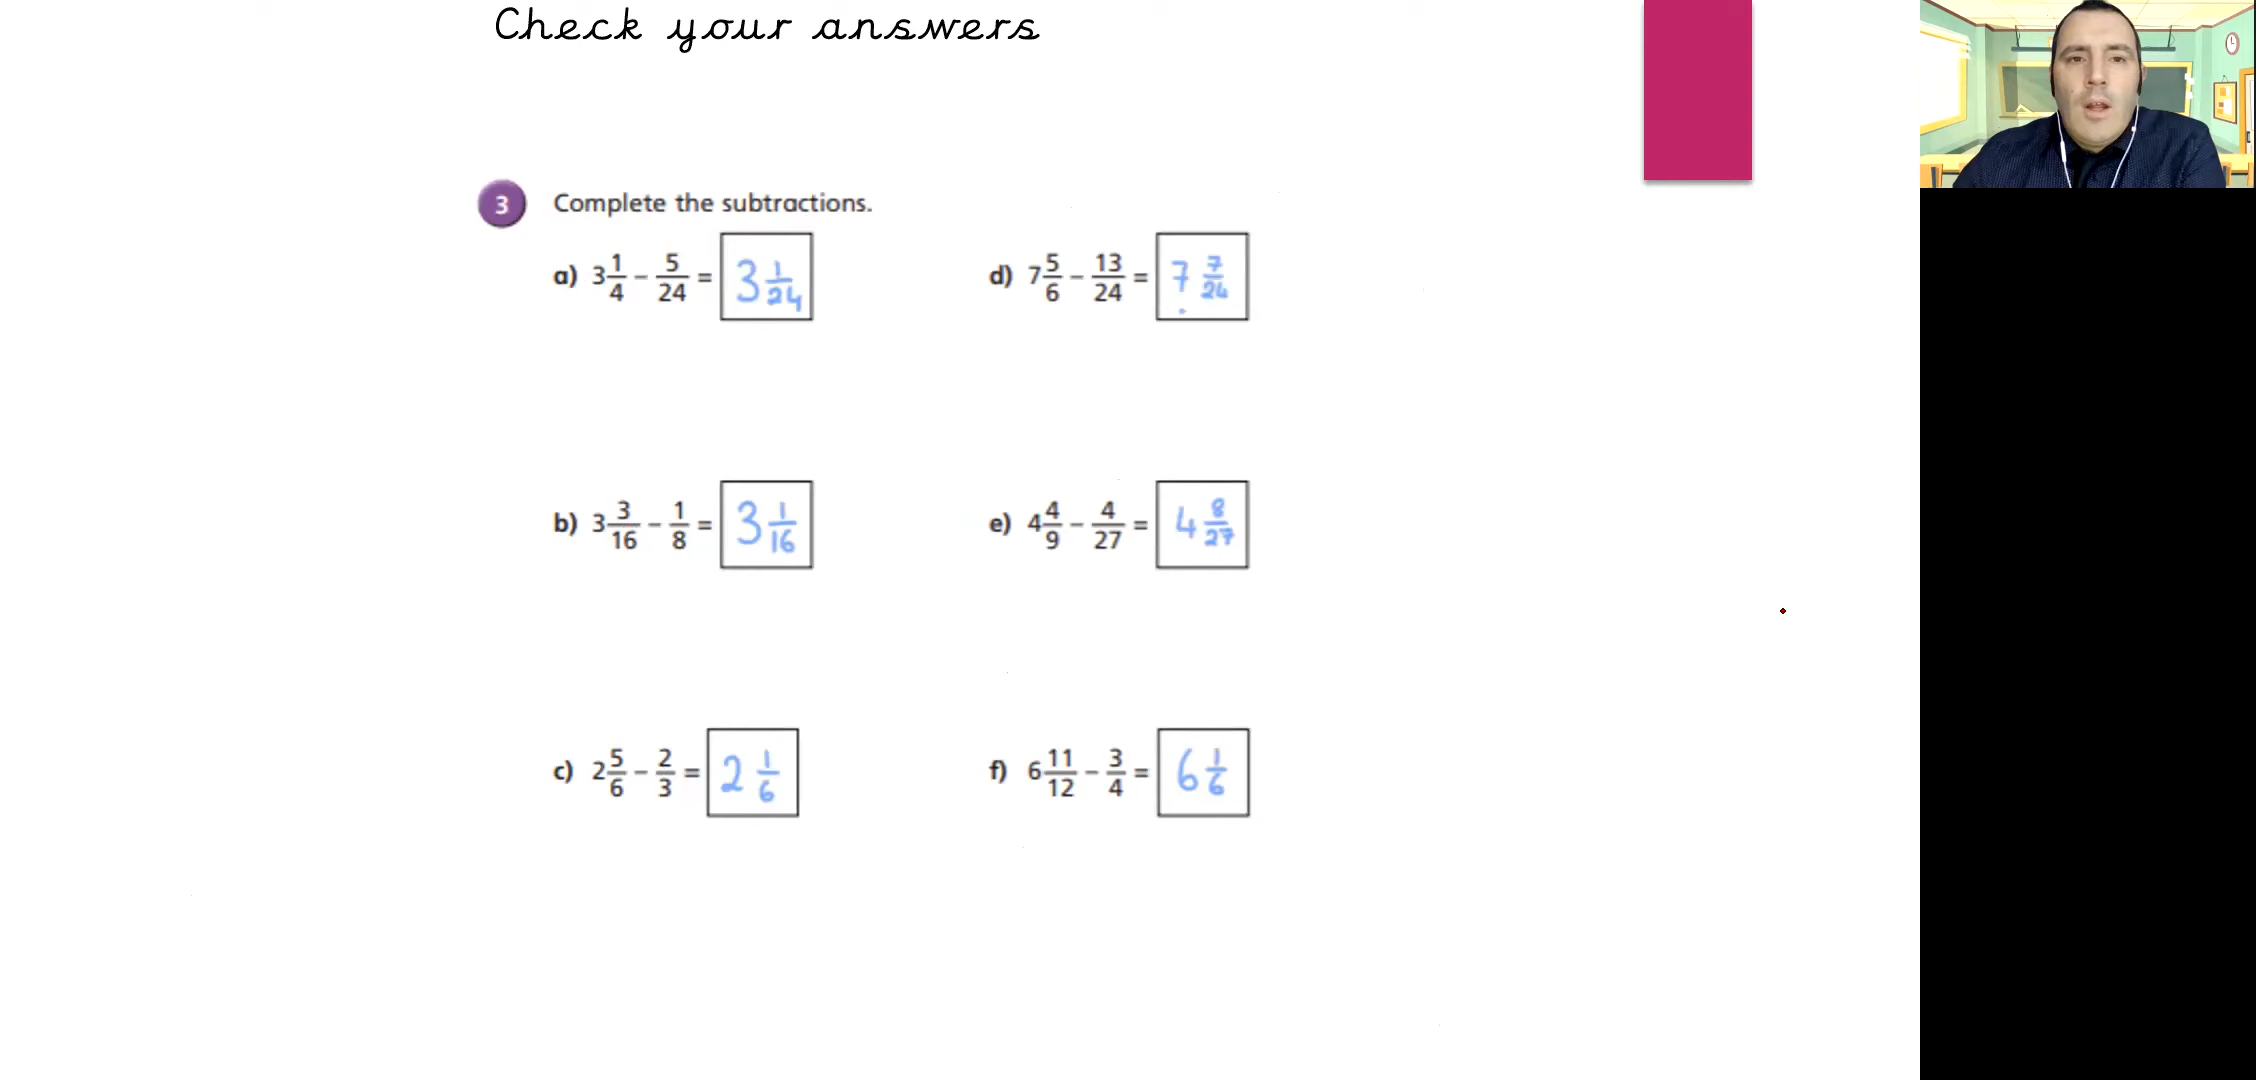 Check your answers
3 Complete the subtractions.
a) 3 1/4 − 5/24 = 3 1/24
d) 7 5/6 − 13/24 = 7 7/24
b) 3 3/16 − 1/8 = 3 1/16
e) 4 4/9 − 4/27 = 4 8/27
c) 2 5/6 − 2/3 = 2 1/6
f) 6 11/12 − 3/4 = 6 1/6